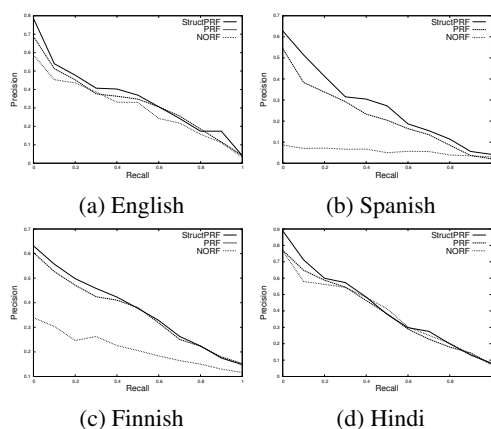 StructPRF
PRF
NORF
Precision
0.8
0.7
0.6
0.5
0.4
0.3
0.2
0.1
0
0 0.2 0.4 0.6 0.8 1
Recall
(a) English
StructPRF
PRF
NORF
Precision
0.8
0.7
0.6
0.5
0.4
0.3
0.2
0.1
0
0 0.2 0.4 0.6 0.8 1
Recall
(b) Spanish
StructPRF
PRF
NORF
Precision
0.7
0.6
0.5
0.4
0.3
0.2
0.1
0 0.2 0.4 0.6 0.8 1
Recall
(c) Finnish
StructPRF
PRF
NORF
Precision
0.9
0.8
0.7
0.6
0.5
0.4
0.3
0.2
0.1
0
0 0.2 0.4 0.6 0.8 1
Recall
(d) Hindi